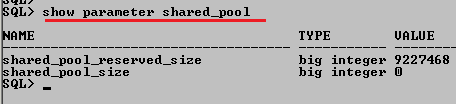 SQL>
SQL> show parameter shared_pool
NAME TYPE VALUE
------------------------------------ ----------- --------
shared_pool_reserved_size big integer 9227468
shared_pool_size big integer 0
SQL> _